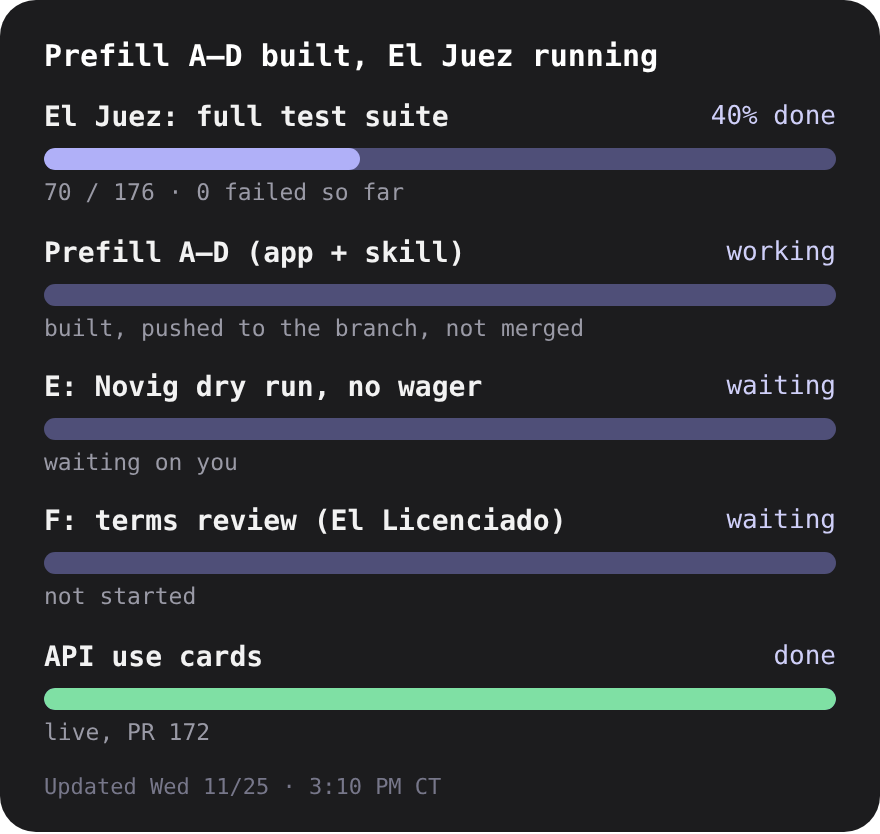 Prefill A–D built, El Juez running
El Juez: full test suite 40% done
70 / 176 · 0 failed so far
Prefill A–D (app + skill) working
built, pushed to the branch, not merged
E: Novig dry run, no wager waiting
waiting on you
F: terms review (El Licenciado) waiting
not started
API use cards done
live, PR 172
Updated Wed 11/25 · 3:10 PM CT